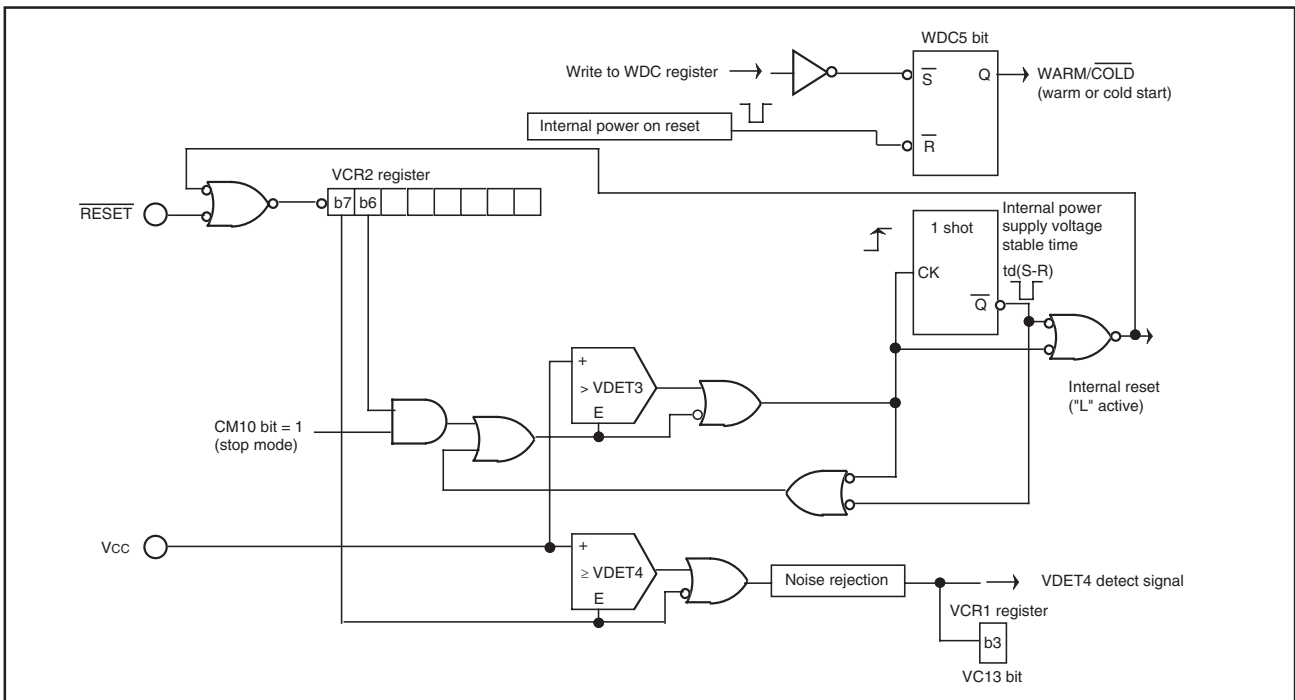 WDC5 bit
Write to WDC register
S
Q
WARM/COLD
(warm or cold start)
Internal power on reset
R
VCR2 register
RESET
b7 b6
1 shot
Internal power
supply voltage
stable time
CK
td(S-R)
Q
+
> VDET3
E
Internal reset
("L" active)
CM10 bit = 1
(stop mode)
VCC
+
≥ VDET4
E
Noise rejection
VDET4 detect signal
VCR1 register
b3
VC13 bit